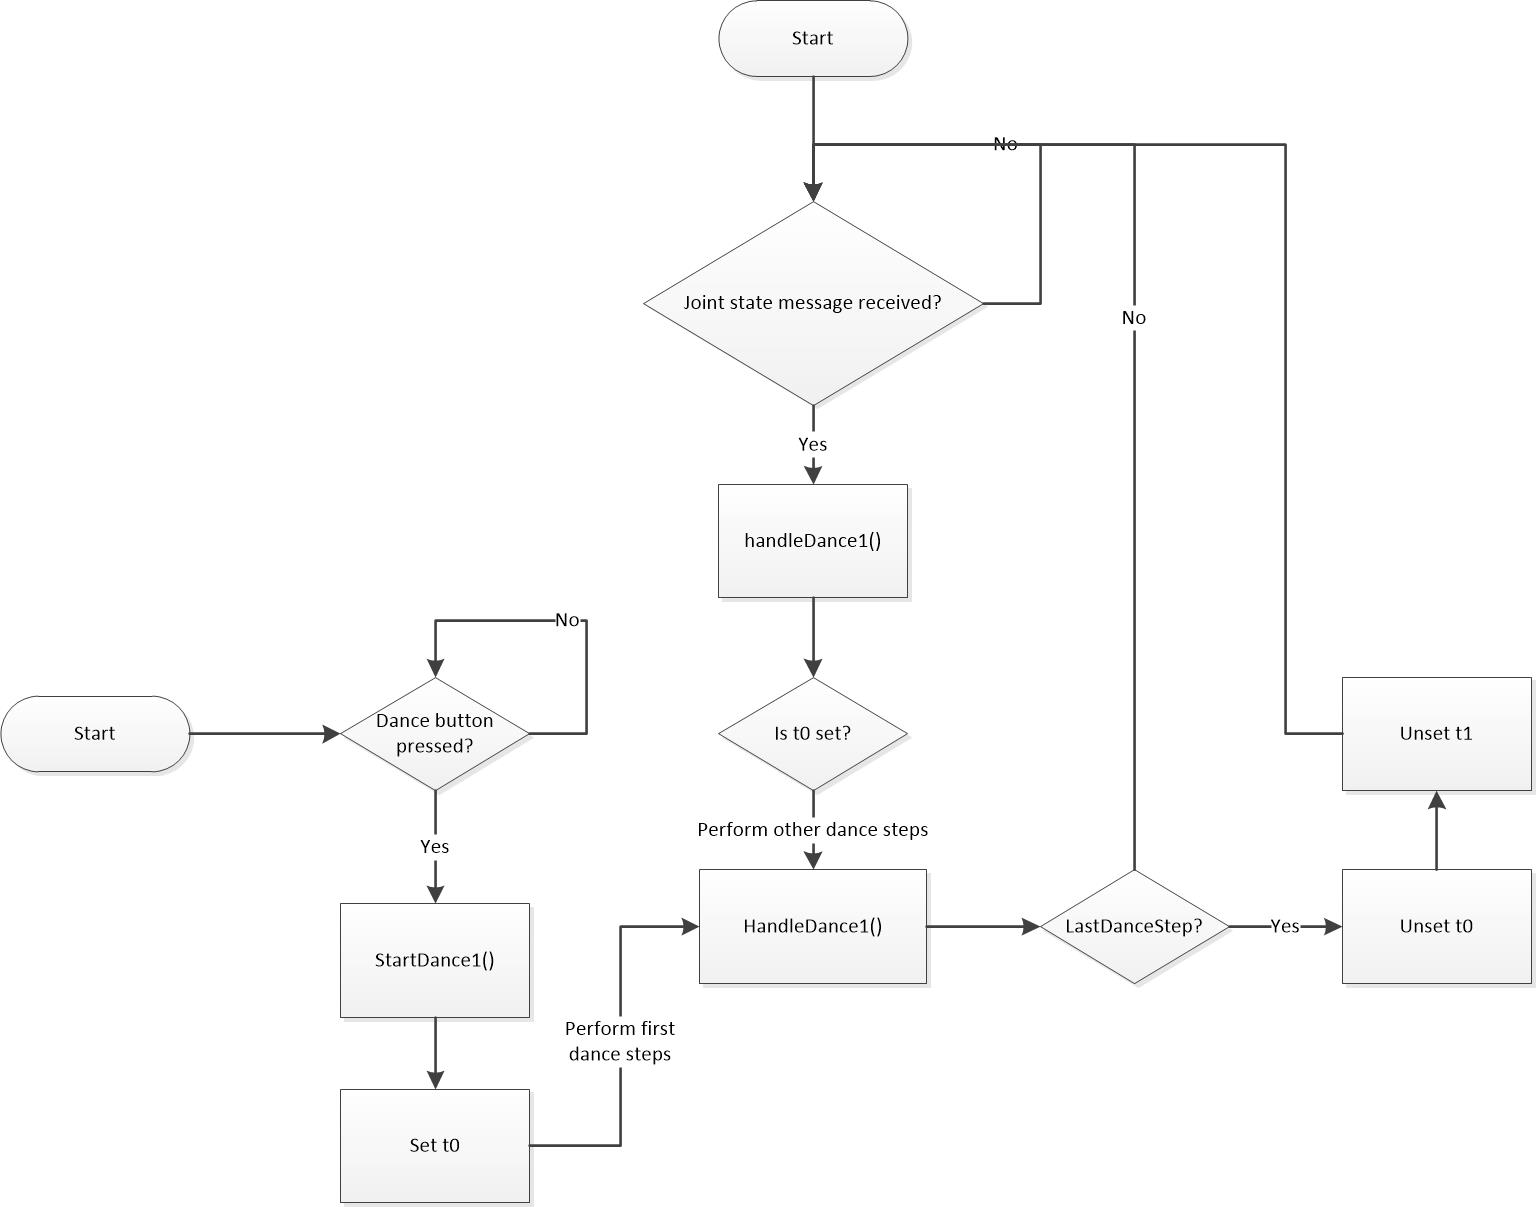 Start
No
Joint state message received?
No
Yes
handleDance1()
No
Start
Dance button
pressed?
Is t0 set?
Unset t1
Perform other dance steps
Yes
HandleDance1()
LastDanceStep?
Yes
Unset t0
StartDance1()
Perform first
dance steps
Set t0